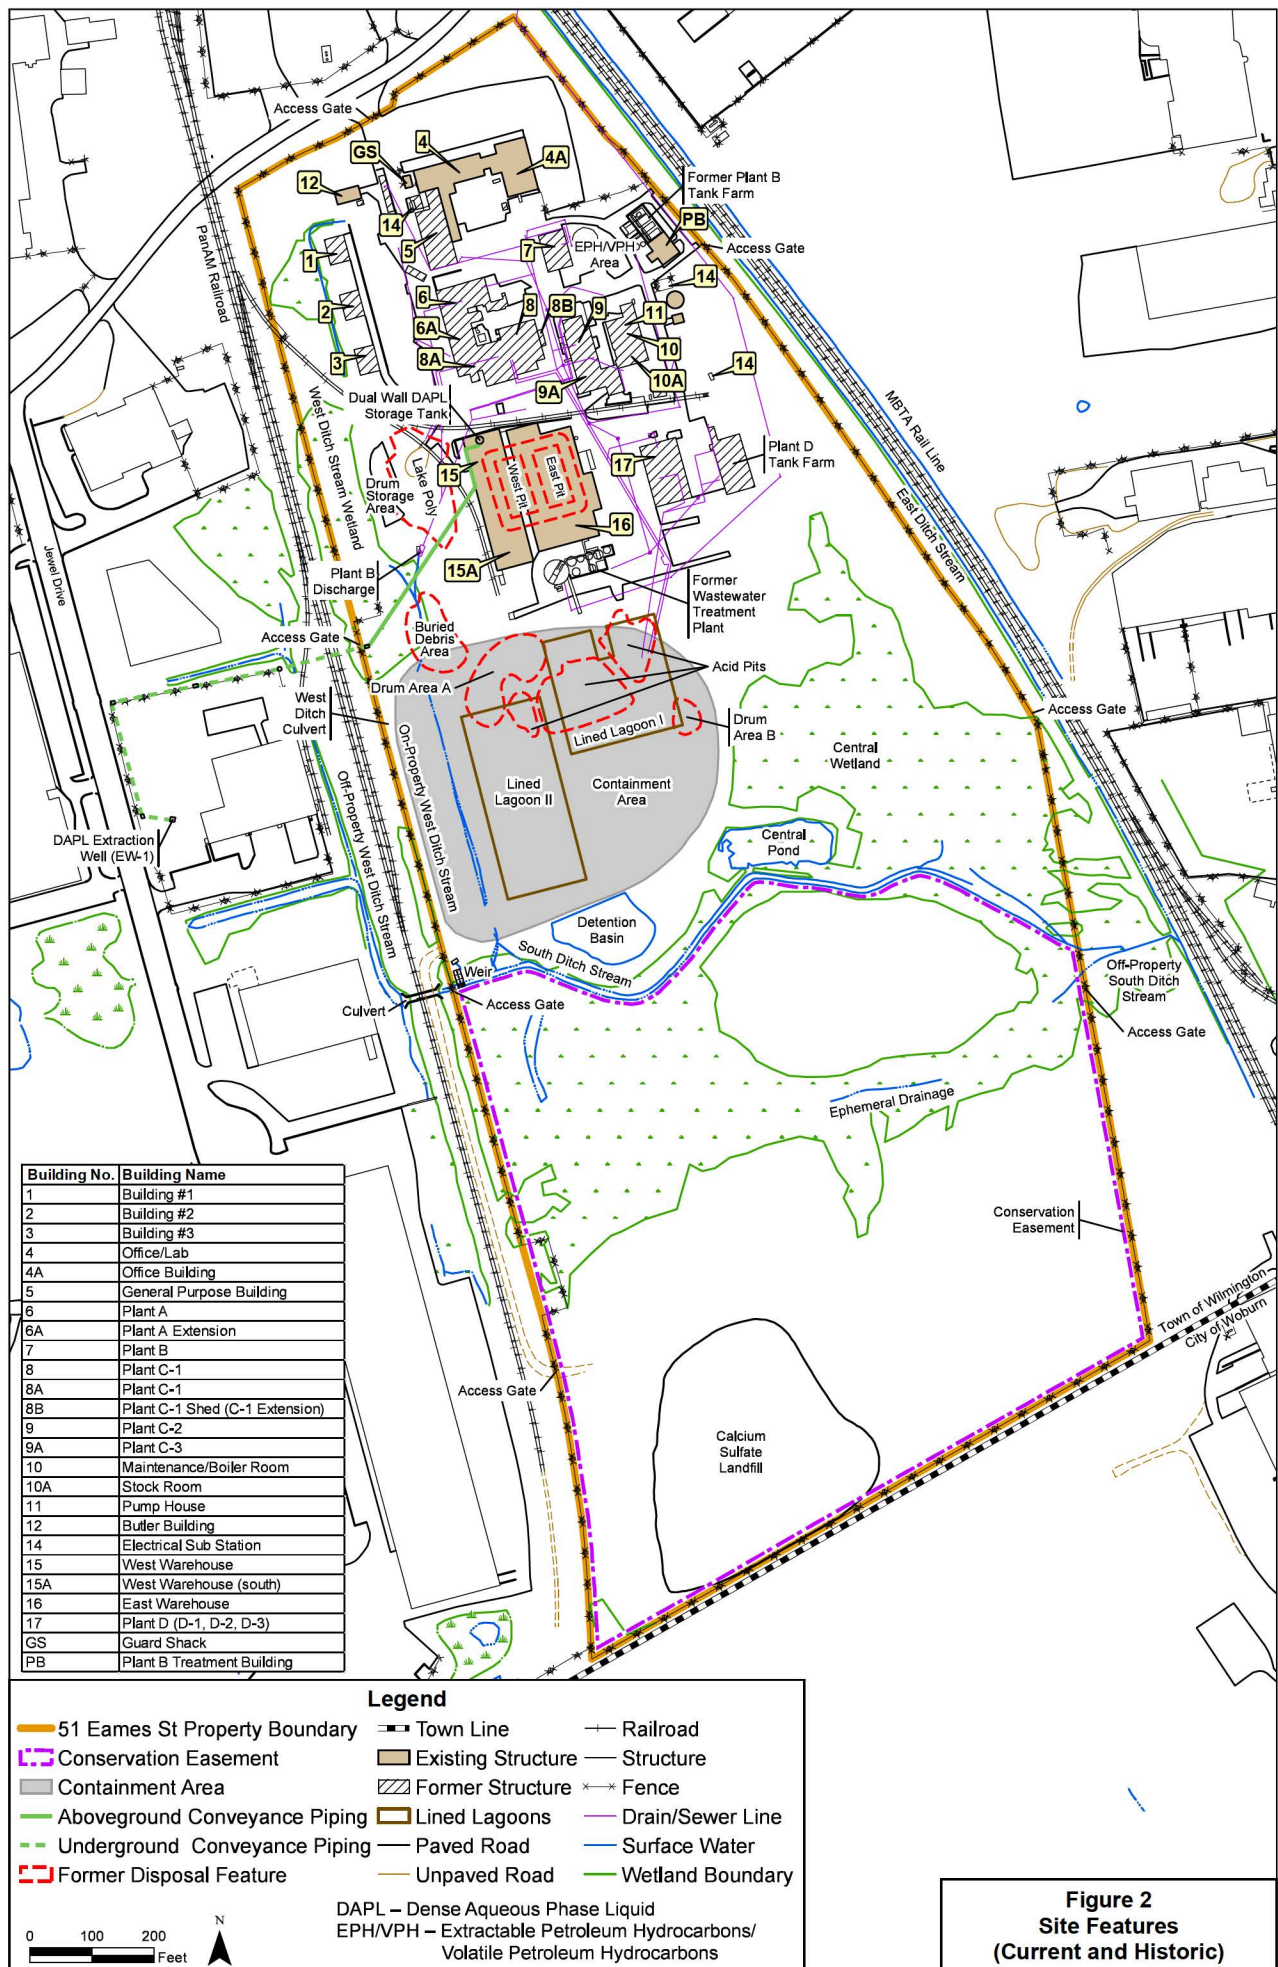 Access Gate
GS
4
4A
12
14
5
Former Plant B
Tank Farm
PB
Access Gate
7
EPH/VPH
Area
14
PanAM Railroad
1
2
3
6
6A
8A
8
8B
9
11
10
10A
9A
14
Dual Wall DAPL
Storage Tank
West Ditch Stream Wetland
MBTA Rail Line
East Ditch Stream
Drum
Storage
Area
Lake Poly
15
West Pit
East Pit
17
Plant D
Tank Farm
16
15A
Plant B
Discharge
Former
Wastewater
Treatment
Plant
Jewel Drive
Access Gate
Buried
Debris
Area
Drum Area A
Acid Pits
West
Ditch
Culvert
Lined Lagoon I
Drum
Area B
Access Gate
Central
Wetland
On-Property West Ditch Stream
Off-Property West Ditch Stream
Lined
Lagoon II
Containment
Area
DAPL Extraction
Well (EW-1)
Central
Pond
Detention
Basin
South Ditch Stream
Weir
Access Gate
Culvert
Off-Property
South Ditch
Stream
Access Gate
Ephemeral Drainage
Conservation
Easement
Town of Wilmington
City of Woburn
Access Gate
Calcium
Sulfate
Landfill
Building No. Building Name
1 Building #1
2 Building #2
3 Building #3
4 Office/Lab
4A Office Building
5 General Purpose Building
6 Plant A
6A Plant A Extension
7 Plant B
8 Plant C-1
8A Plant C-1
8B Plant C-1 Shed (C-1 Extension)
9 Plant C-2
9A Plant C-3
10 Maintenance/Boiler Room
10A Stock Room
11 Pump House
12 Butler Building
14 Electrical Sub Station
15 West Warehouse
15A West Warehouse (south)
16 East Warehouse
17 Plant D (D-1, D-2, D-3)
GS Guard Shack
PB Plant B Treatment Building
Legend
51 Eames St Property Boundary
Conservation Easement
Containment Area
Aboveground Conveyance Piping
Underground Conveyance Piping
Former Disposal Feature
Town Line
Existing Structure
Former Structure
Lined Lagoons
Paved Road
Unpaved Road
Railroad
Structure
Fence
Drain/Sewer Line
Surface Water
Wetland Boundary
DAPL – Dense Aqueous Phase Liquid
EPH/VPH – Extractable Petroleum Hydrocarbons/
Volatile Petroleum Hydrocarbons
0 100 200
Feet
N
Figure 2
Site Features
(Current and Historic)